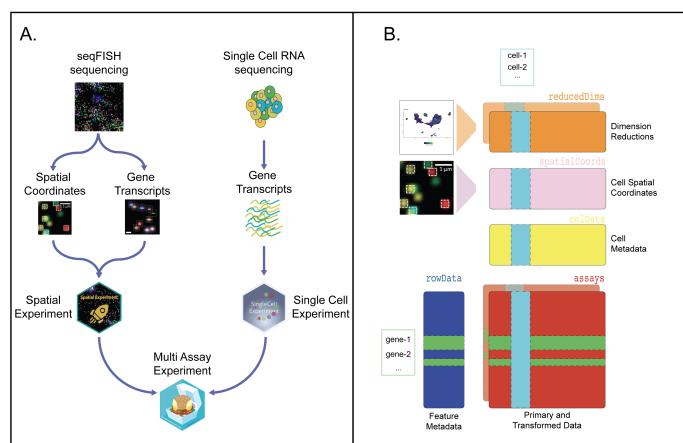 A.
seqFISH
sequencing
Single Cell RNA
sequencing
Spatial
Coordinates
Gene
Transcripts
Gene
Transcripts
Spatial
Experiment
Spatial Experiment
SingleCell
Experiment
Single Cell
Experiment
Multi Assay
Experiment
B.
cell-1
cell-2
...
reducedDims
Dimension
Reductions
spatialCoords
1 μm
Cell Spatial
Coordinates
colData
Cell
Metadata
rowData
assays
gene-1
gene-2
...
Feature
Metadata
Primary and
Transformed Data